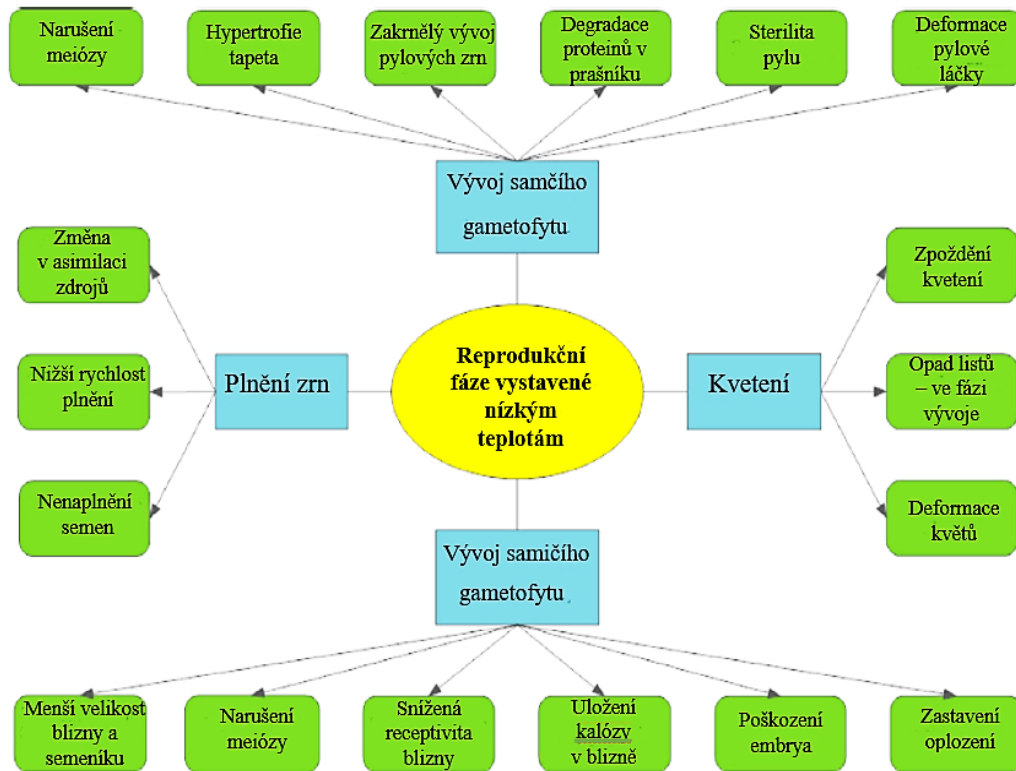 Narušení
meiózy
Hypertrofie
tapeta
Zakrnělý vývoj
pylových zrn
Degradace
proteinů v
prašníku
Sterilita
pylu
Deformace
pylové
láčky
Vývoj samčího
gametofytu
Změna
v asimilaci
zdrojů
Nižší rychlost
plnění
Nenaplnění
semen
Plnění zrn
Reprodukční
fáze vystavené
nízkým
teplotám
Kvetení
Zpoždění
kvetení
Opad listů
– ve fázi
vývoje
Deformace
květů
Vývoj samičího
gametofytu
Menší velikost
blizny a
semeníku
Narušení
meiózy
Snížená
receptivita
blizny
Uložení
kalózy
v blizně
Poškození
embrya
Zastavení
oplození